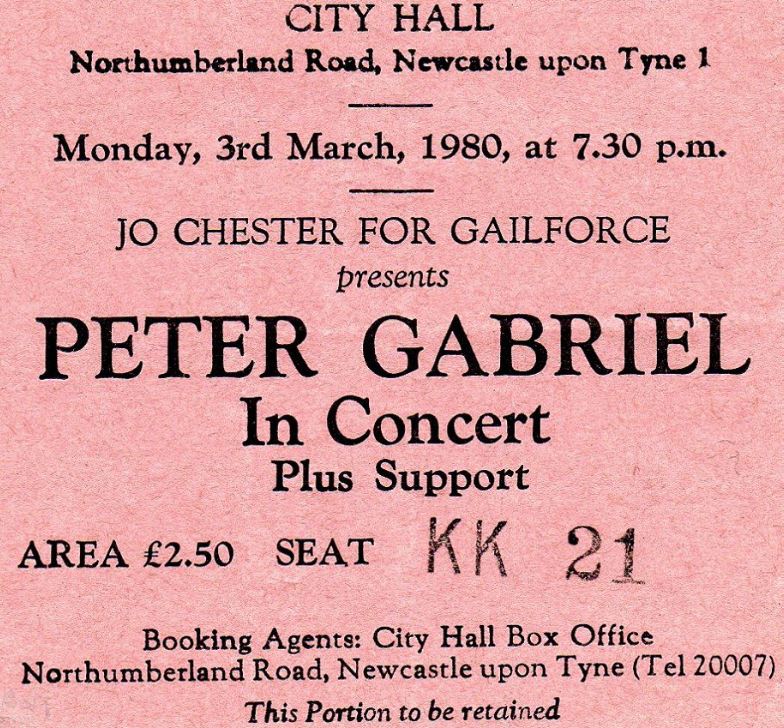 CITY HALL
Northumberland Road, Newcastle upon Tyne 1
Monday, 3rd March, 1980, at 7.30 p.m.
JO CHESTER FOR GAILFORCE
presents
PETER GABRIEL
In Concert
Plus Support
AREA £2.50 SEAT KK 21
Booking Agents: City Hall Box Office
Northumberland Road, Newcastle upon Tyne (Tel 20007)
This Portion to be retained